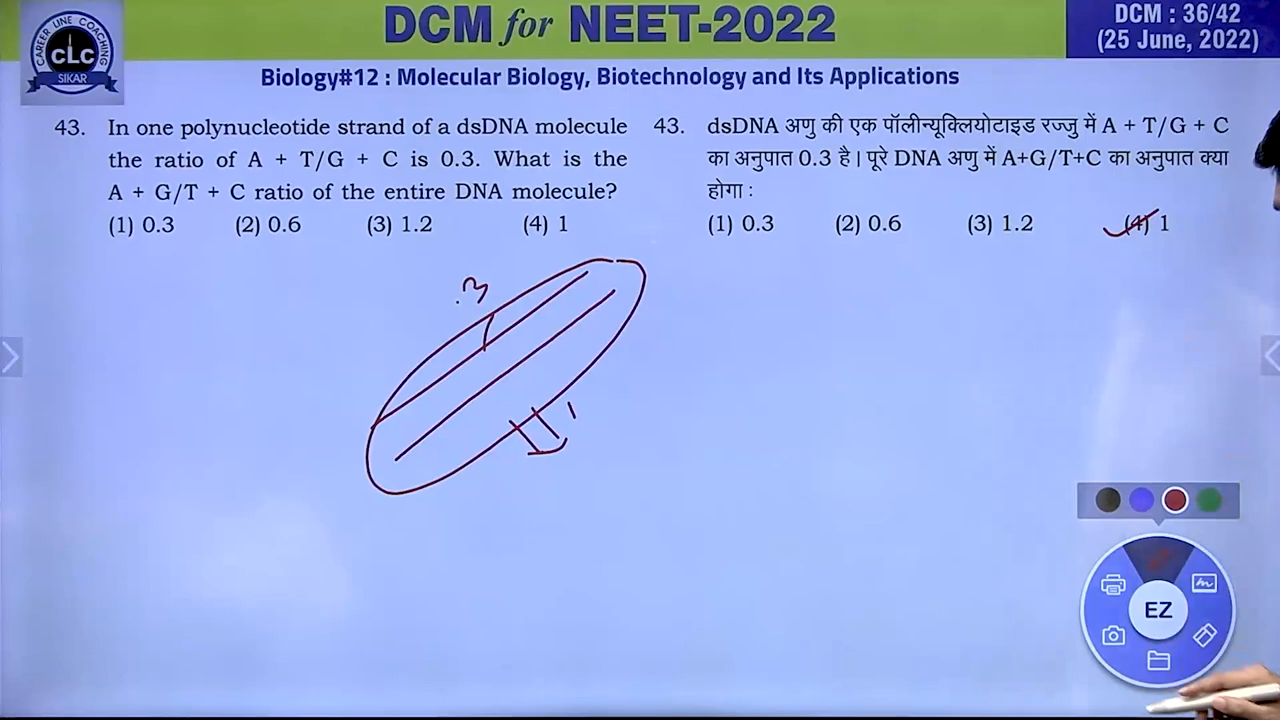 DCM for NEET-2022
DCM : 36/42
(25 June, 2022)
CAREER LINE COACHING
CLC
SIKAR
Biology#12 : Molecular Biology, Biotechnology and Its Applications
43. In one polynucleotide strand of a dsDNA molecule
the ratio of A + T/G + C is 0.3. What is the
A + G/T + C ratio of the entire DNA molecule?
(1) 0.3 (2) 0.6 (3) 1.2 (4) 1
43. dsDNA अणु की एक पॉलीन्यूक्लियोटाइड रज्जु में A + T/G + C
का अनुपात 0.3 है। पूरे DNA अणु में A+G/T+C का अनुपात क्या
होगा :
(1) 0.3 (2) 0.6 (3) 1.2 (4) 1
.3
1
EZ